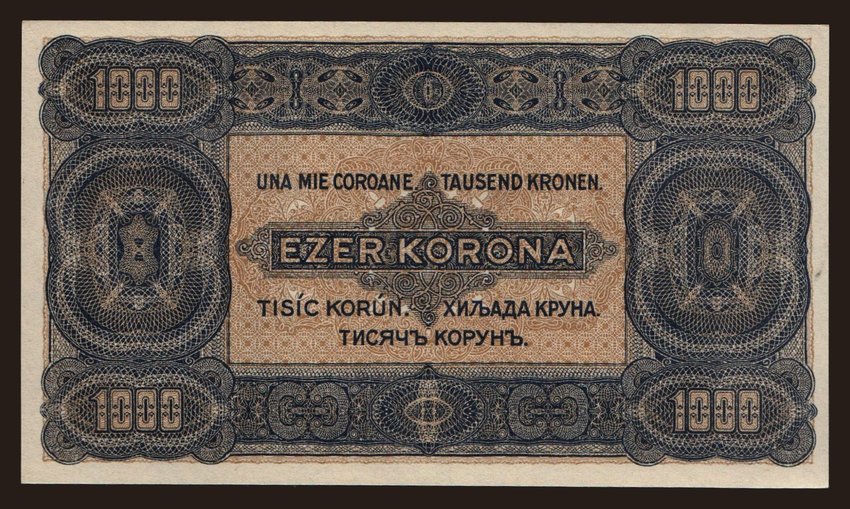 1000 1000
UNA MIE COROANE. TAUSEND KRONEN.
EZER KORONA
TISÍC KORÚN. ХИЉАДА КРУНА.
ТИСЯЧЪ КОРУНЪ.
1000 1000